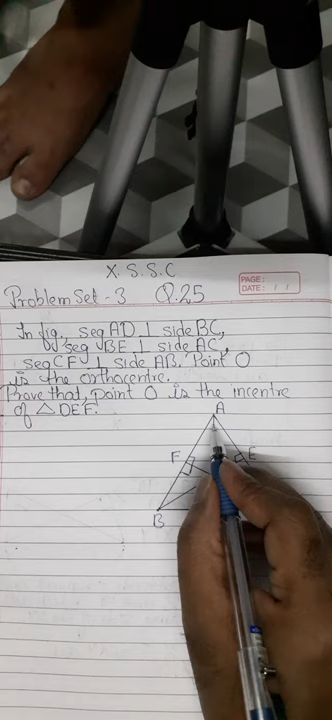 X. S. S. C
PAGE:
DATE: / /
Problem Set - 3 Q.25
In fig, seg AD ⊥ side BC,
seg BE ⊥ side AC,
seg CF ⊥ side AB. Point O
is the orthocentre.
Prove that, point O is the incentre
of △ DEF.
A
F
E
B